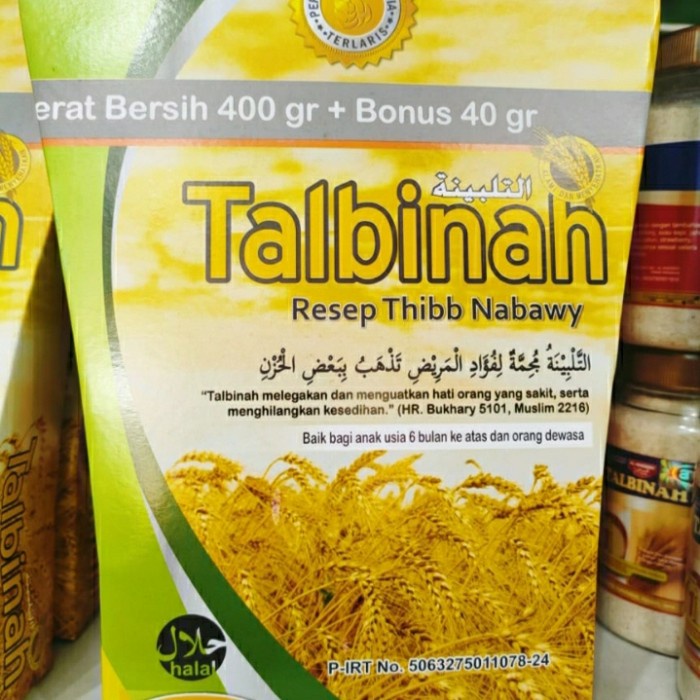 TERLARIS
erat Bersih 400 gr + Bonus 40 gr
التلبينة
Talbinah
Resep Thibb Nabawy
التَّلْبِيْنَةُ مُجِمَّةٌ لِفُؤَادِ الْمَرِيْضِ تَذْهَبُ بِبَعْضِ الْحُزْنِ
"Talbinah melegakan dan menguatkan hati orang yang sakit, serta
menghilangkan kesedihan." (HR. Bukhary 5101, Muslim 2216)
Baik bagi anak usia 6 bulan ke atas dan orang dewasa
حلال
halal
P-IRT No. 5063275011078-24
Talbinah
TALBINAH